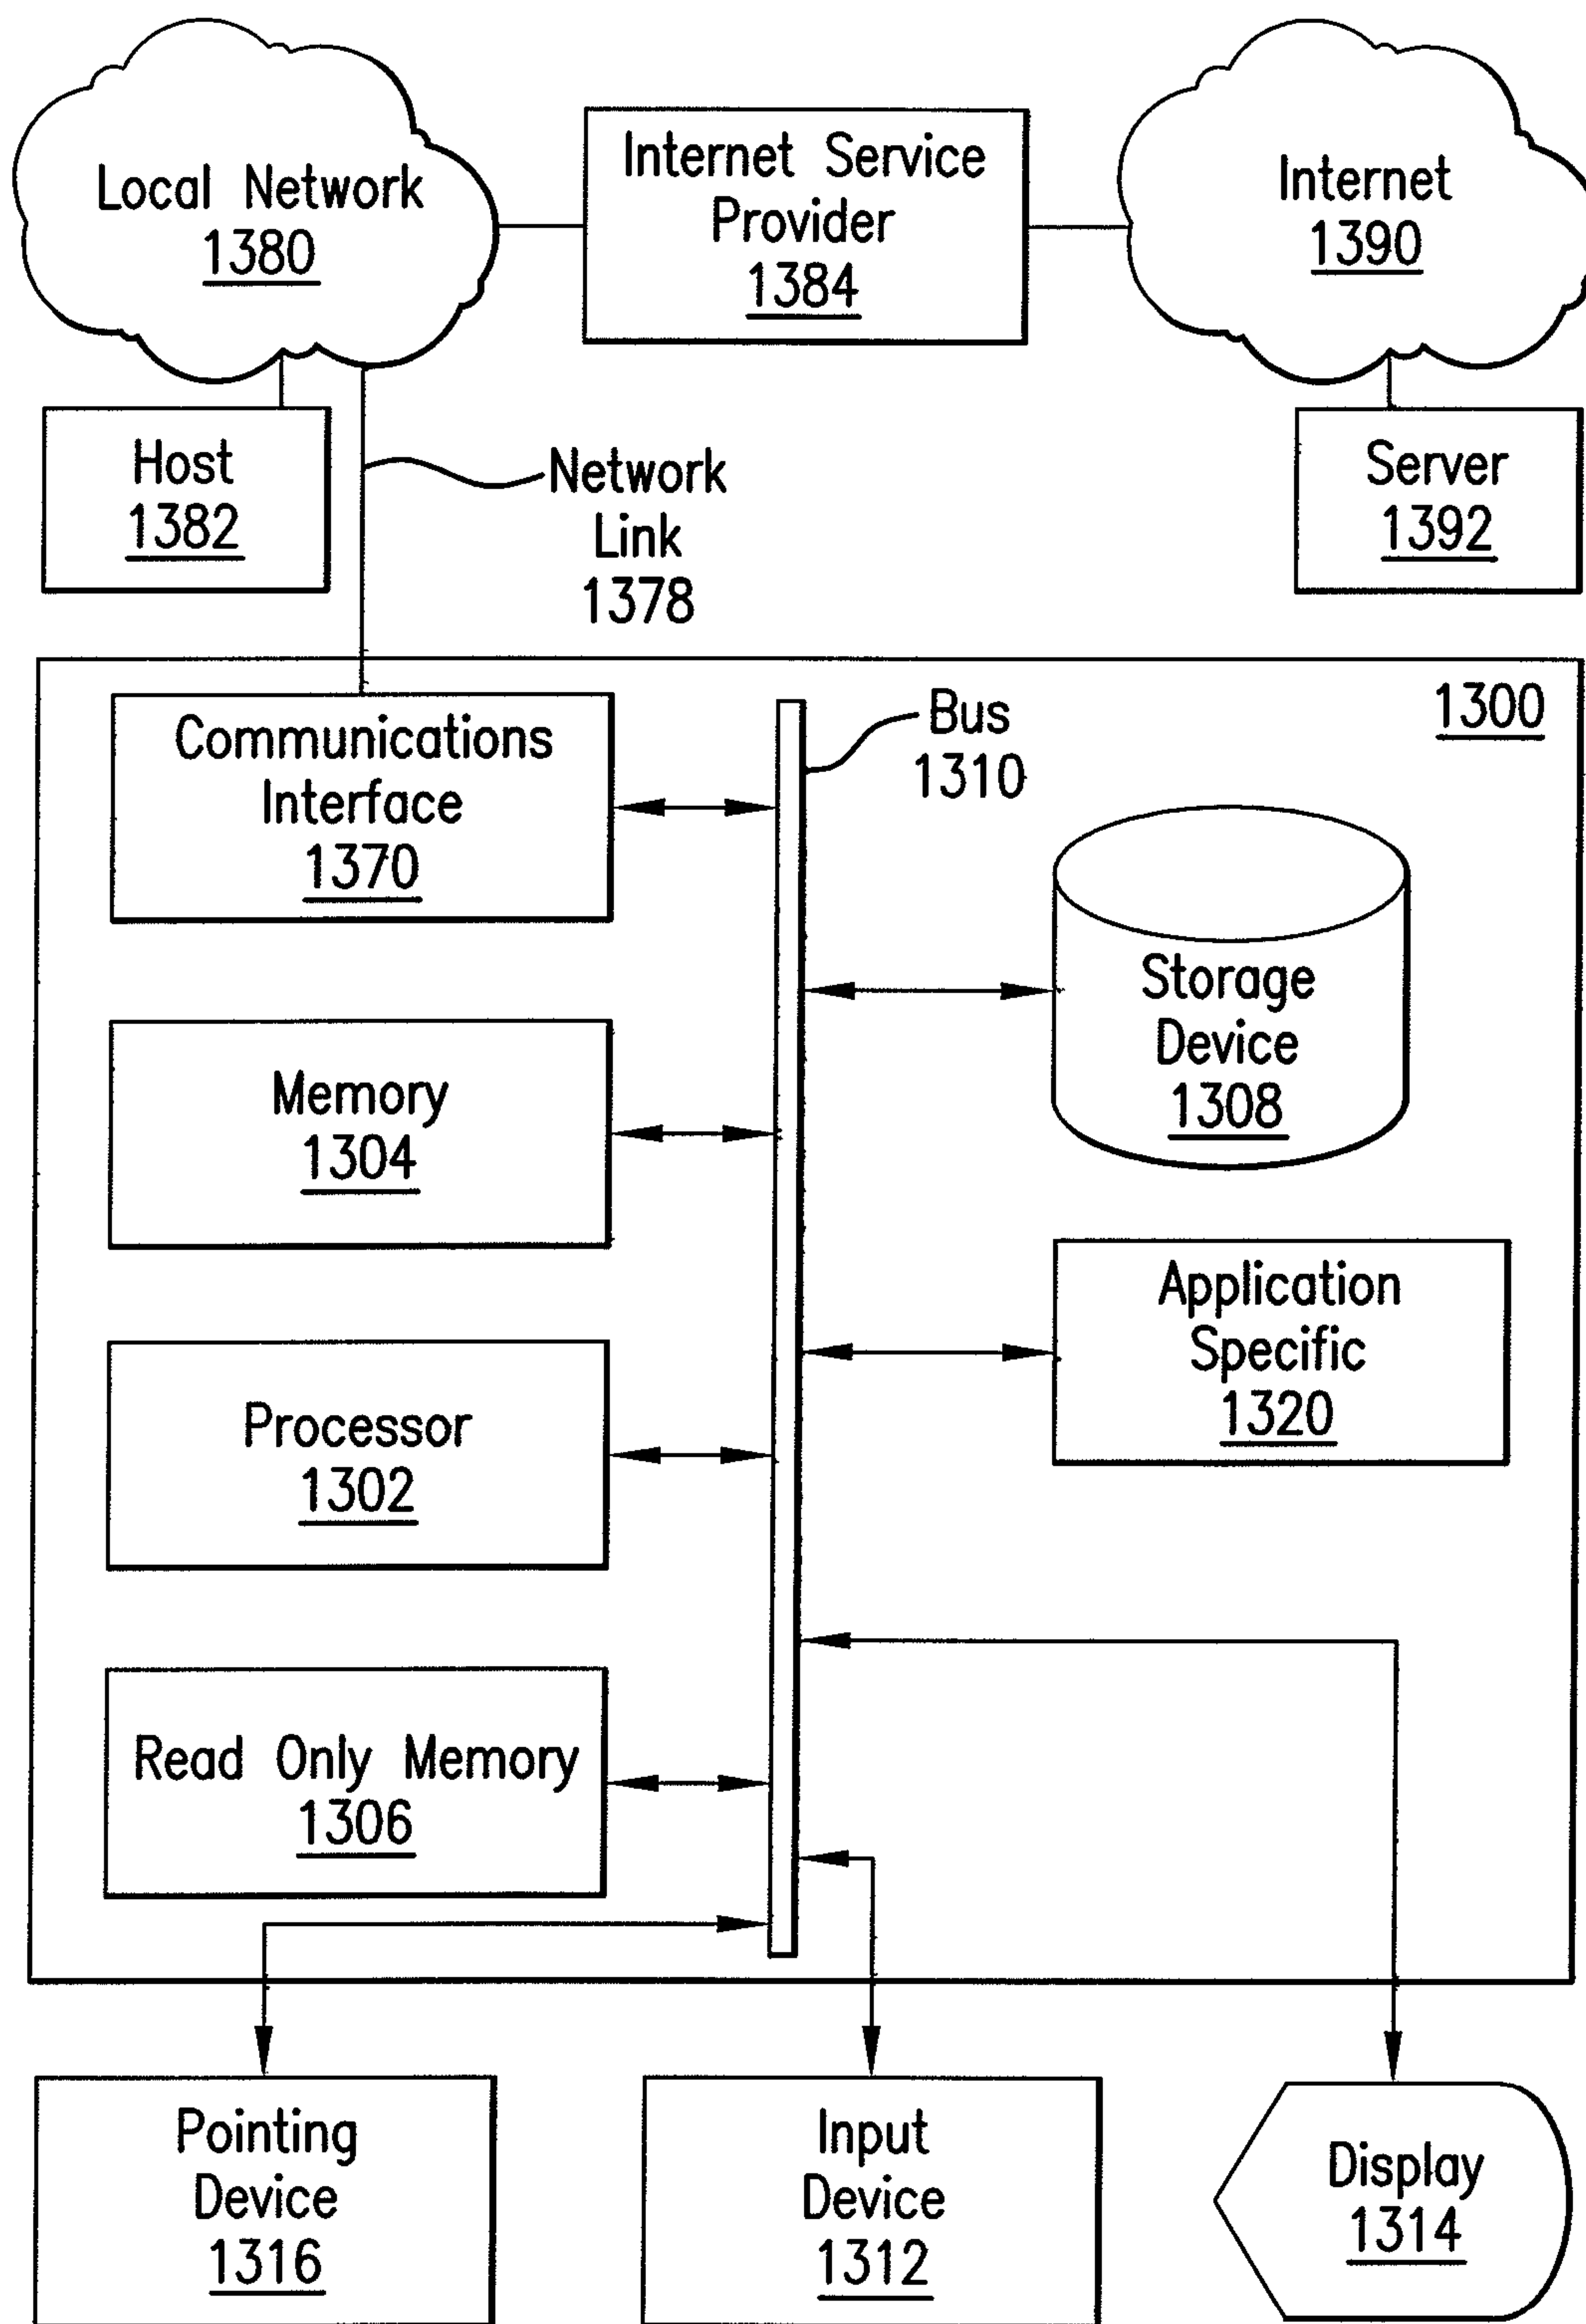 Local Network
1380
Internet Service
Provider
1384
Internet
1390
Host
1382
Network
Link
1378
Server
1392
1300
Communications
Interface
1370
Bus
1310
Storage
Device
1308
Memory
1304
Application
Specific
1320
Processor
1302
Read Only Memory
1306
Pointing
Device
1316
Input
Device
1312
Display
1314